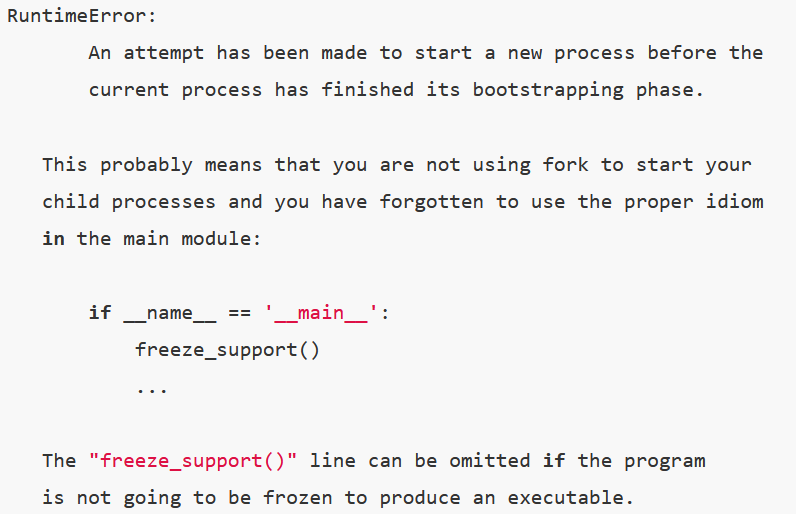 RuntimeError:
An attempt has been made to start a new process before the
current process has finished its bootstrapping phase.
This probably means that you are not using fork to start your
child processes and you have forgotten to use the proper idiom
in the main module:
if __name__ == '__main__':
freeze_support()
...
The "freeze_support()" line can be omitted if the program
is not going to be frozen to produce an executable.